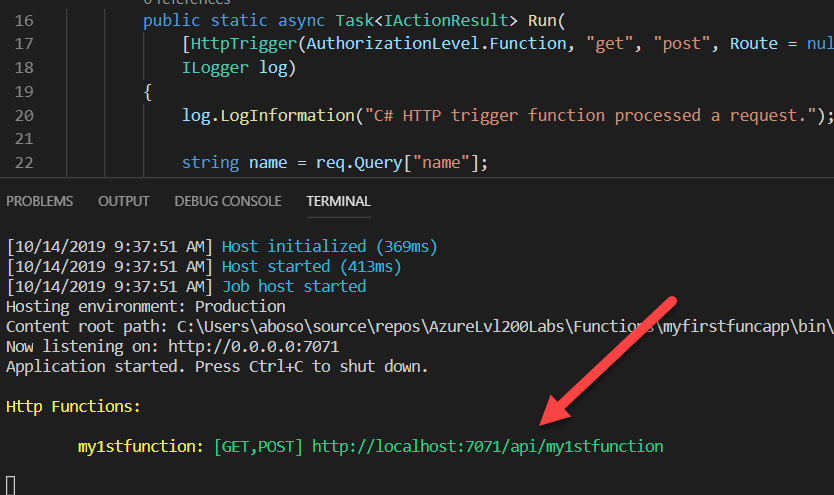 0 references
16 public static async Task<IActionResult> Run(
17 [HttpTrigger(AuthorizationLevel.Function, "get", "post", Route = nul
18 ILogger log)
19 {
20 log.LogInformation("C# HTTP trigger function processed a request.");
21
22 string name = req.Query["name"];
PROBLEMS OUTPUT DEBUG CONSOLE TERMINAL
[10/14/2019 9:37:51 AM] Host initialized (369ms)
[10/14/2019 9:37:51 AM] Host started (413ms)
[10/14/2019 9:37:51 AM] Job host started
Hosting environment: Production
Content root path: C:\Users\aboso\source\repos\AzureLvl200Labs\Functions\myfirstfuncapp\bin\
Now listening on: http://0.0.0.0:7071
Application started. Press Ctrl+C to shut down.
Http Functions:
my1stfunction: [GET,POST] http://localhost:7071/api/my1stfunction